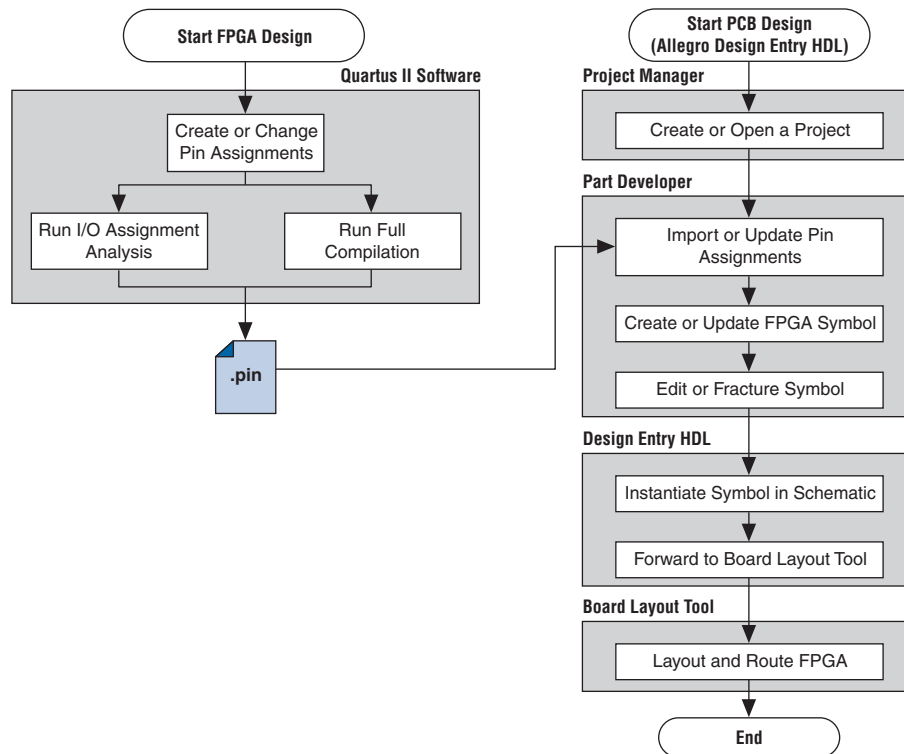 Start FPGA Design
Quartus II Software
Create or Change
Pin Assignments
Run I/O Assignment
Analysis
Run Full
Compilation
.pin
Start PCB Design
(Allegro Design Entry HDL)
Project Manager
Create or Open a Project
Part Developer
Import or Update Pin
Assignments
Create or Update FPGA Symbol
Edit or Fracture Symbol
Design Entry HDL
Instantiate Symbol in Schematic
Forward to Board Layout Tool
Board Layout Tool
Layout and Route FPGA
End